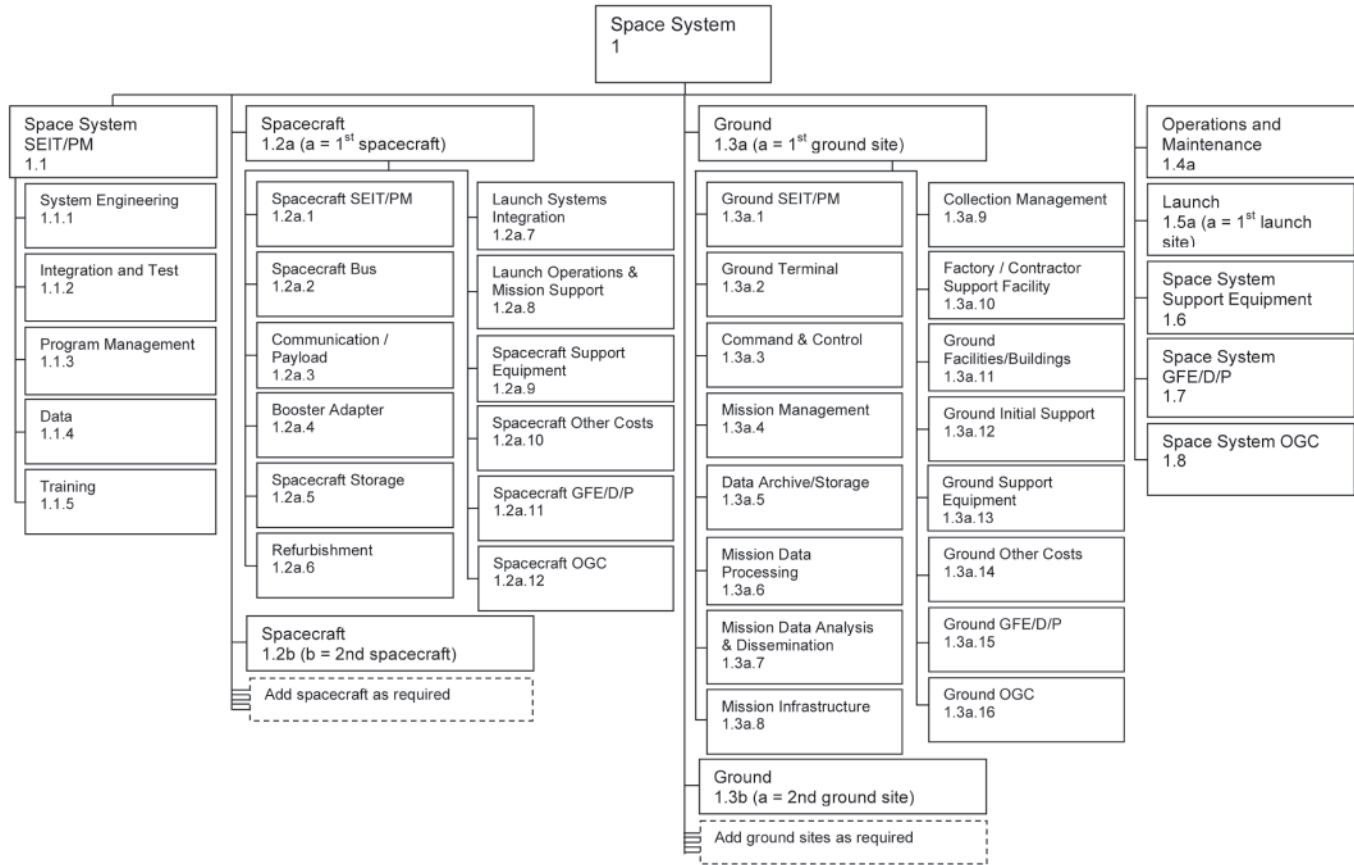 Space System
1
Space System
SEIT/PM
1.1
System Engineering
1.1.1
Integration and Test
1.1.2
Program Management
1.1.3
Data
1.1.4
Training
1.1.5
Spacecraft
1.2a (a = 1st spacecraft)
Spacecraft SEIT/PM
1.2a.1
Spacecraft Bus
1.2a.2
Communication /
Payload
1.2a.3
Booster Adapter
1.2a.4
Spacecraft Storage
1.2a.5
Refurbishment
1.2a.6
Launch Systems
Integration
1.2a.7
Launch Operations &
Mission Support
1.2a.8
Spacecraft Support
Equipment
1.2a.9
Spacecraft Other Costs
1.2a.10
Spacecraft GFE/D/P
1.2a.11
Spacecraft OGC
1.2a.12
Spacecraft
1.2b (b = 2nd spacecraft)
Add spacecraft as required
Ground
1.3a (a = 1st ground site)
Ground SEIT/PM
1.3a.1
Ground Terminal
1.3a.2
Command & Control
1.3a.3
Mission Management
1.3a.4
Data Archive/Storage
1.3a.5
Mission Data
Processing
1.3a.6
Mission Data Analysis
& Dissemination
1.3a.7
Mission Infrastructure
1.3a.8
Collection Management
1.3a.9
Factory / Contractor
Support Facility
1.3a.10
Ground
Facilities/Buildings
1.3a.11
Ground Initial Support
1.3a.12
Ground Support
Equipment
1.3a.13
Ground Other Costs
1.3a.14
Ground GFE/D/P
1.3a.15
Ground OGC
1.3a.16
Ground
1.3b (a = 2nd ground site)
Add ground sites as required
Operations and
Maintenance
1.4a
Launch
1.5a (a = 1st launch
site)
Space System
Support Equipment
1.6
Space System
GFE/D/P
1.7
Space System OGC
1.8